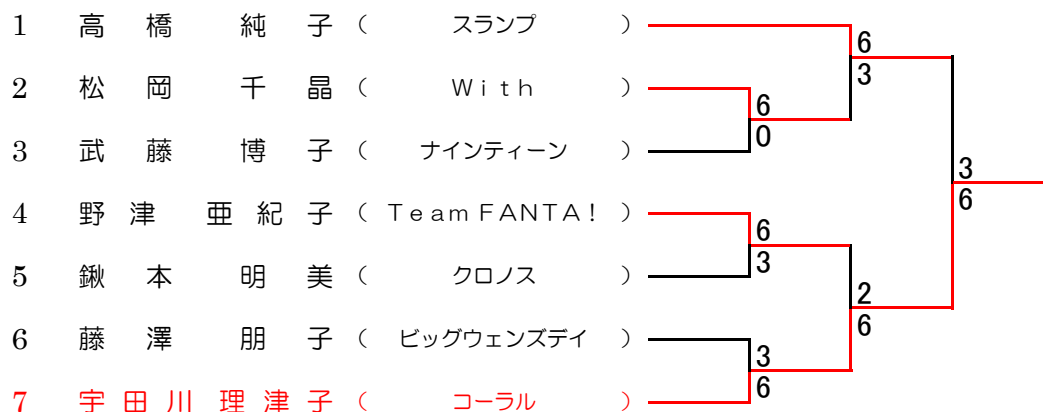 1 高橋 純子 ( スランプ )
6
3
2 松岡 千晶 ( With )
6
0
3 武藤 博子 ( ナインティーン )
3
6
4 野津 亜紀子 ( Team FANTA! )
6
3
5 鍬本 明美 ( クロノス )
2
6
6 藤澤 朋子 ( ビッグウェンズデイ )
3
6
7 宇田川理津子 ( コーラル )